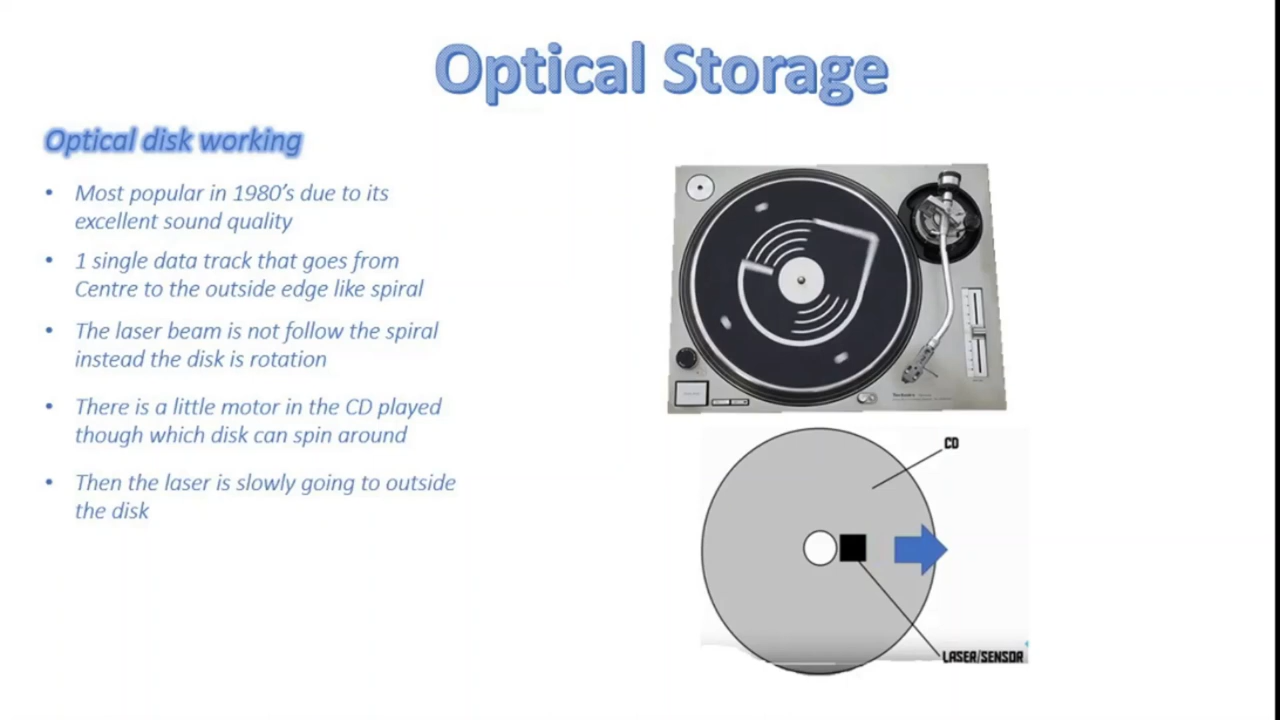 Optical Storage
Optical disk working
• Most popular in 1980's due to its
excellent sound quality
• 1 single data track that goes from
Centre to the outside edge like spiral
• The laser beam is not follow the spiral
instead the disk is rotation
• There is a little motor in the CD played
though which disk can spin around
• Then the laser is slowly going to outside
the disk
CD
LASER/SENSOR